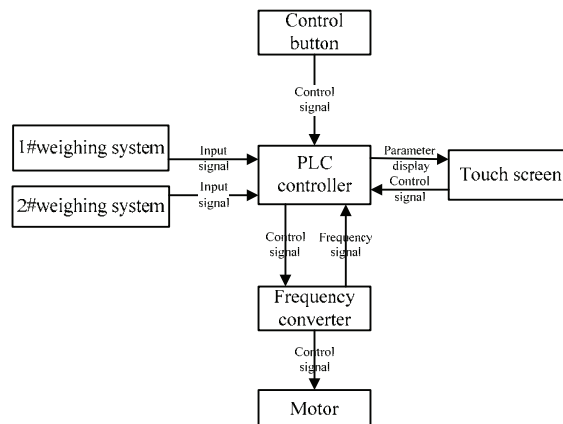 Control
button
Control
signal
1#weighing system
Input
signal
2#weighing system
Input
signal
PLC
controller
Parameter
display
Control
signal
Touch screen
Control
signal
Frequency
signal
Frequency
converter
Control
signal
Motor